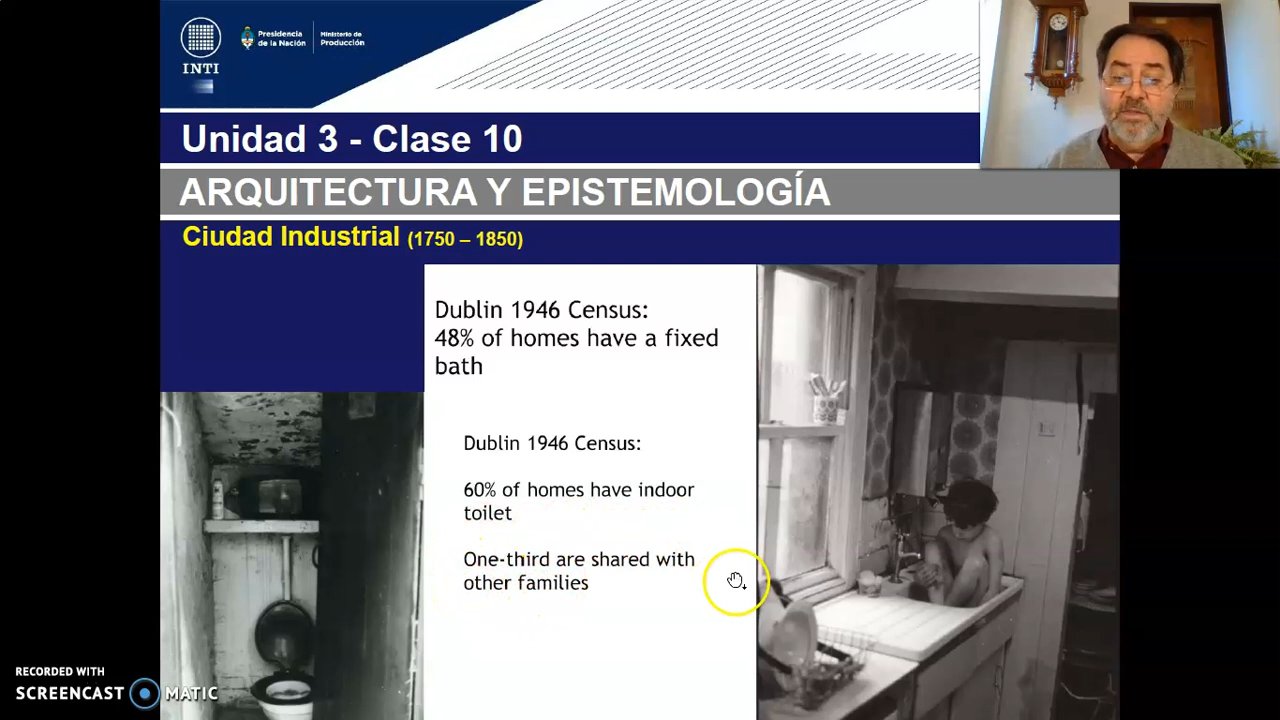 INTI
Presidencia
de la Nación
Ministerio de
Producción
Unidad 3 - Clase 10
ARQUITECTURA Y EPISTEMOLOGÍA
Ciudad Industrial (1750 – 1850)
Dublin 1946 Census:
48% of homes have a fixed
bath
Dublin 1946 Census:
60% of homes have indoor
toilet
One-third are shared with
other families
RECORDED WITH
SCREENCAST MATIC